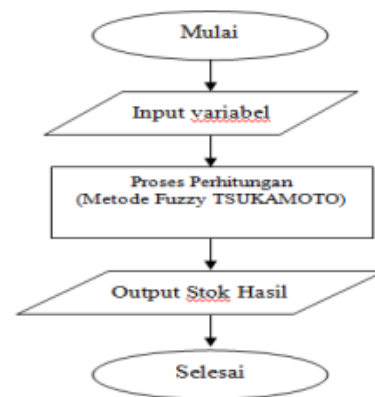 Mulai
Input variabel
Proses Perhitungan
(Metode Fuzzy TSUKAMOTO)
Output Stok Hasil
Selesai